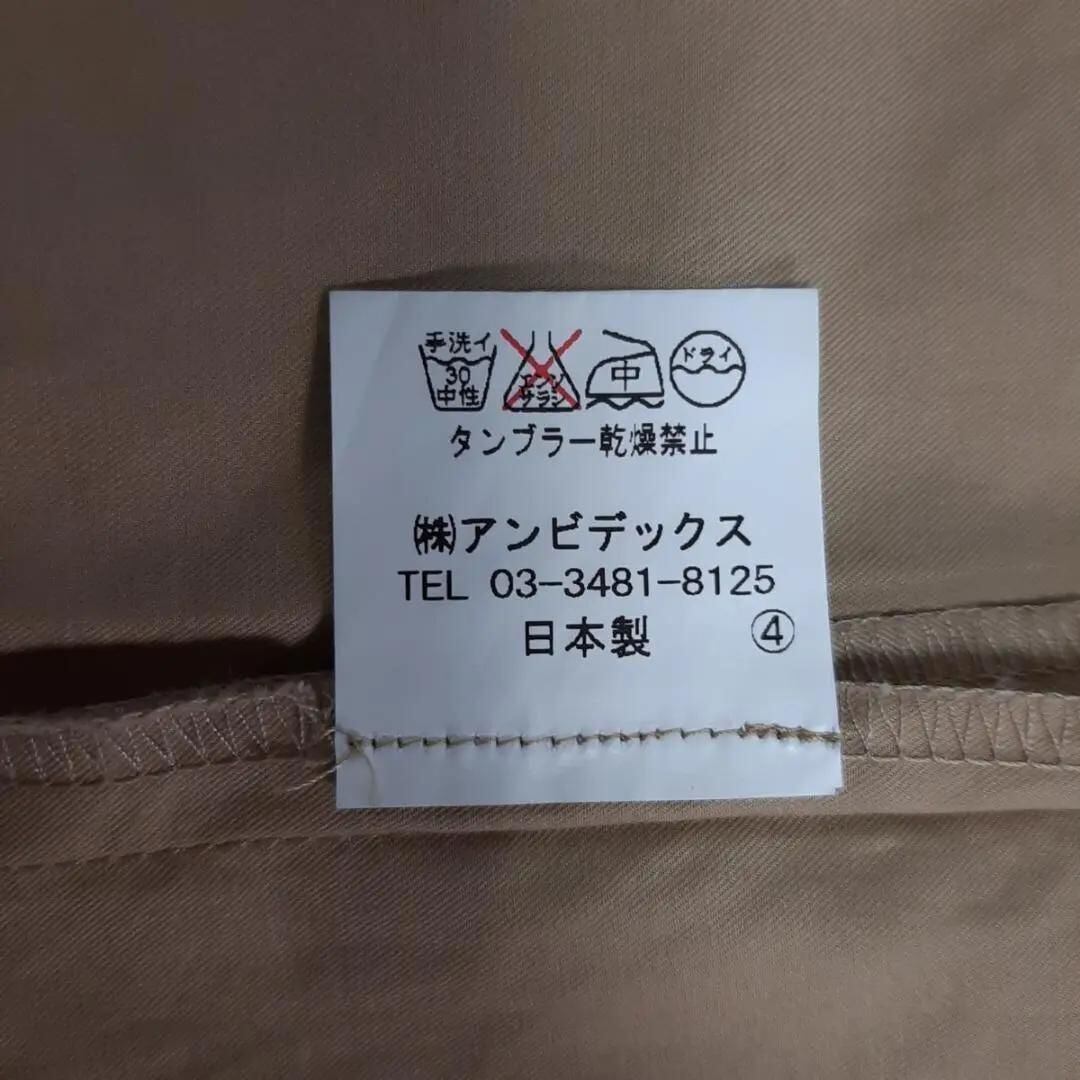 手洗イ
30
中性
エンソ
サラシ
中
ドライ
タンブラー乾燥禁止
㈱アンビデックス
TEL 03-3481-8125
日本製 ④